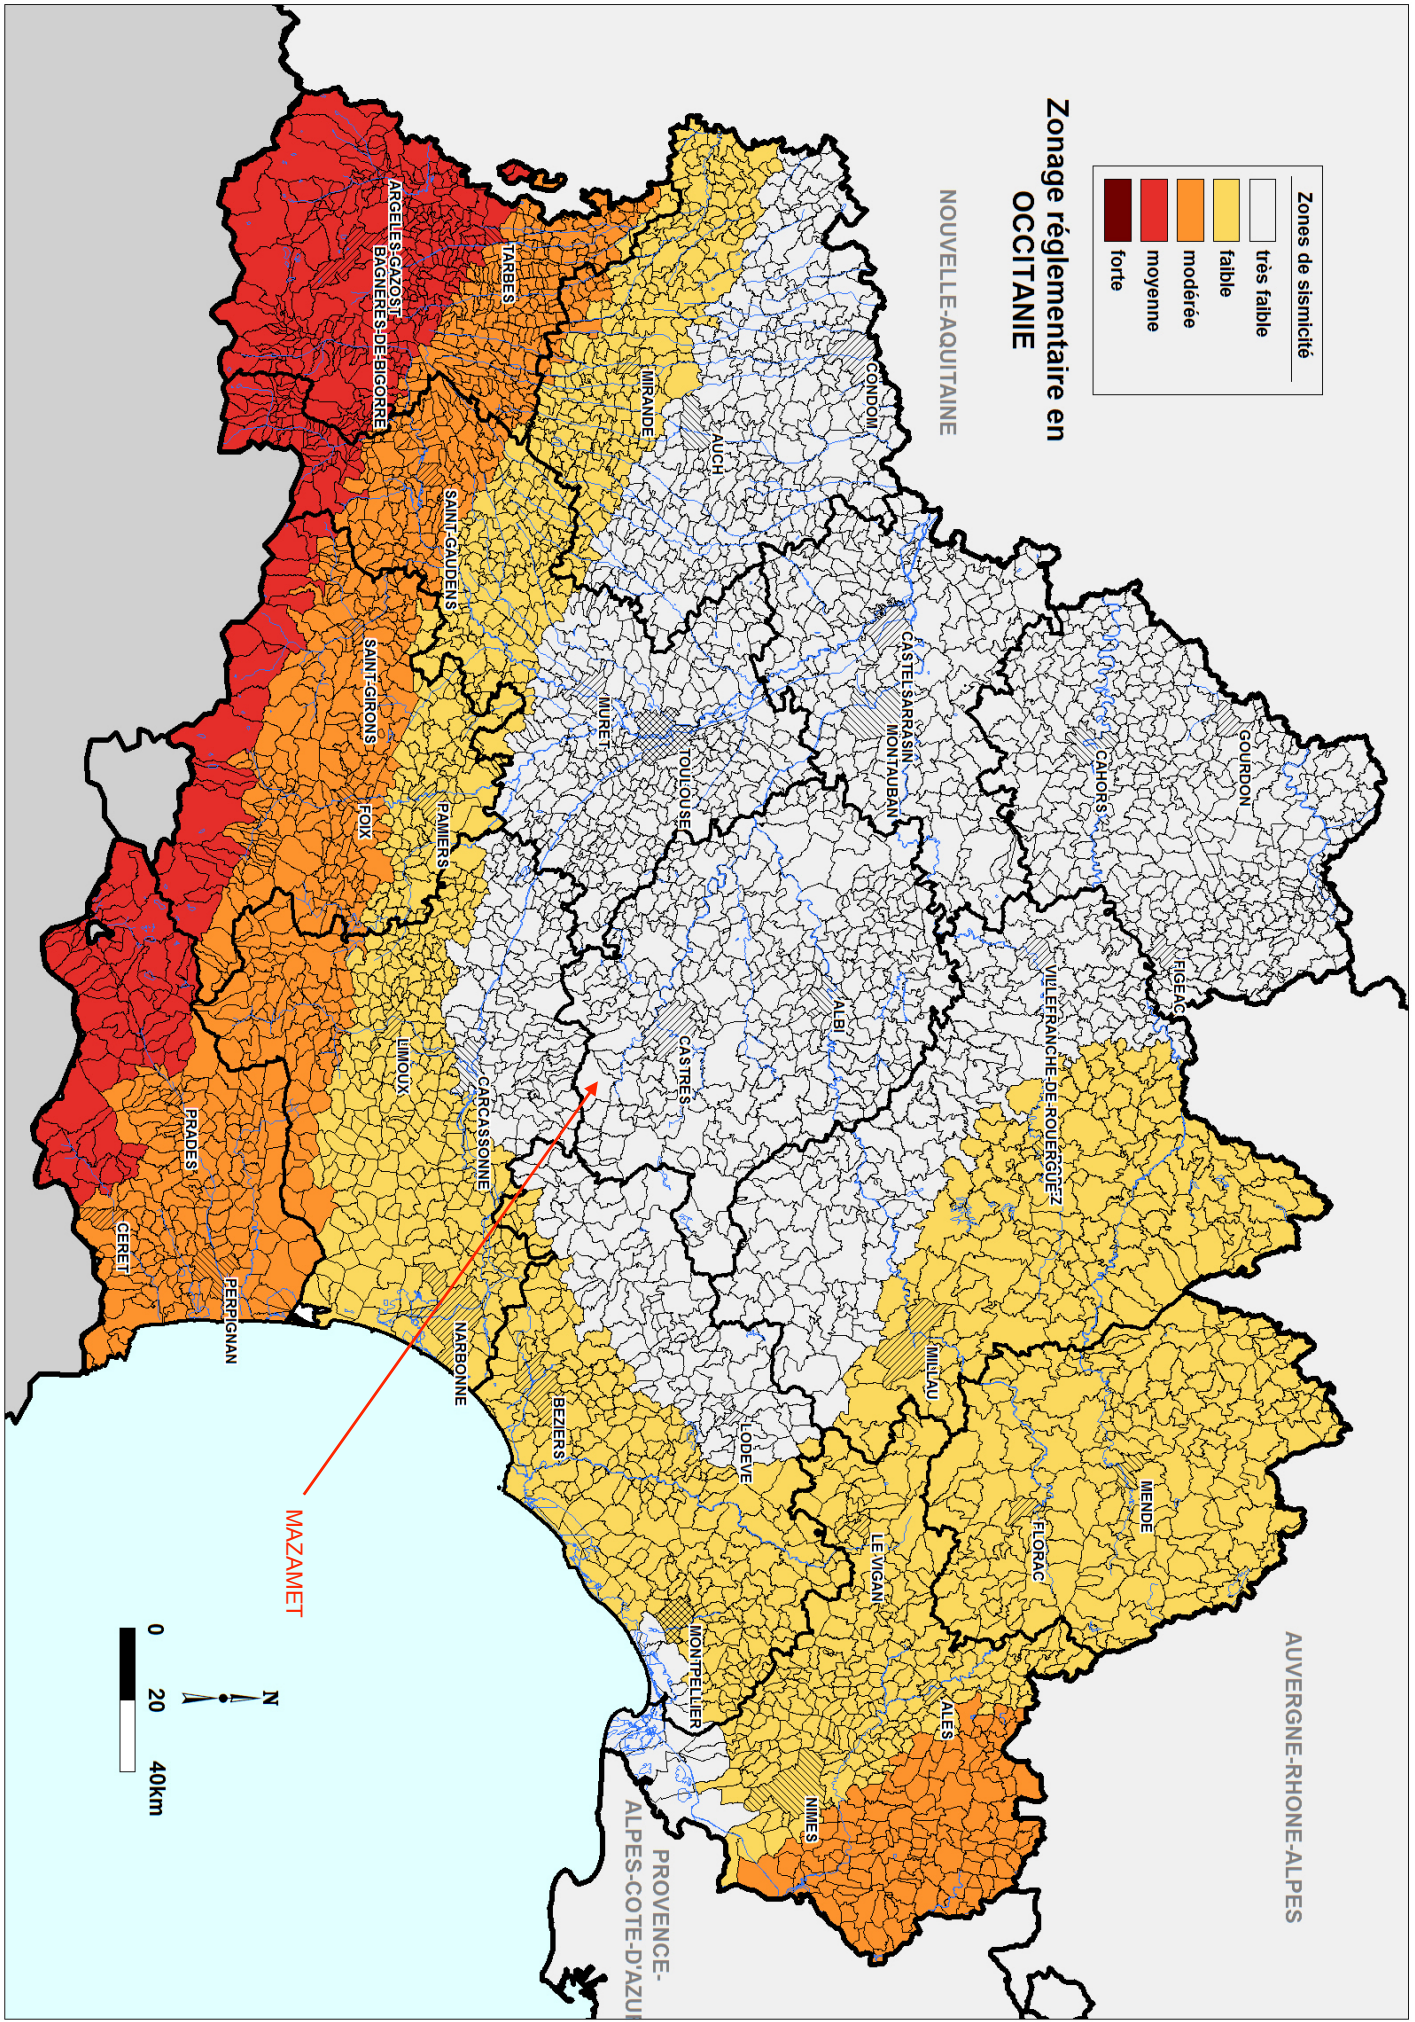 Zonage réglementaire en
OCCITANIE
Zones de sismicité
très faible
faible
modérée
moyenne
forte
NOUVELLE-AQUITAINE
AUVERGNE-RHONE-ALPES
PROVENCE-
ALPES-COTE-D'AZUR
GOURDON
FIGEAC
CAHORS
MENDE
VILLEFRANCHE-DE-ROUERGUE
FLORAC
CASTELSARRASIN
MONTAUBAN
MILLAU
ALES
CONDOM
ALBI
LE VIGAN
NIMES
AUCH
LODEVE
TOULOUSE
CASTRES
MONTPELLIER
MIRANDE
MURET
BEZIERS
TARBES
CARCASSONNE
NARBONNE
SAINT-GAUDENS
PAMIERS
LIMOUX
ARGELES-GAZOST
BAGNERES-DE-BIGORRE
SAINT-GIRONS
FOIX
PERPIGNAN
PRADES
CERET
MAZAMET
N
0 20 40km